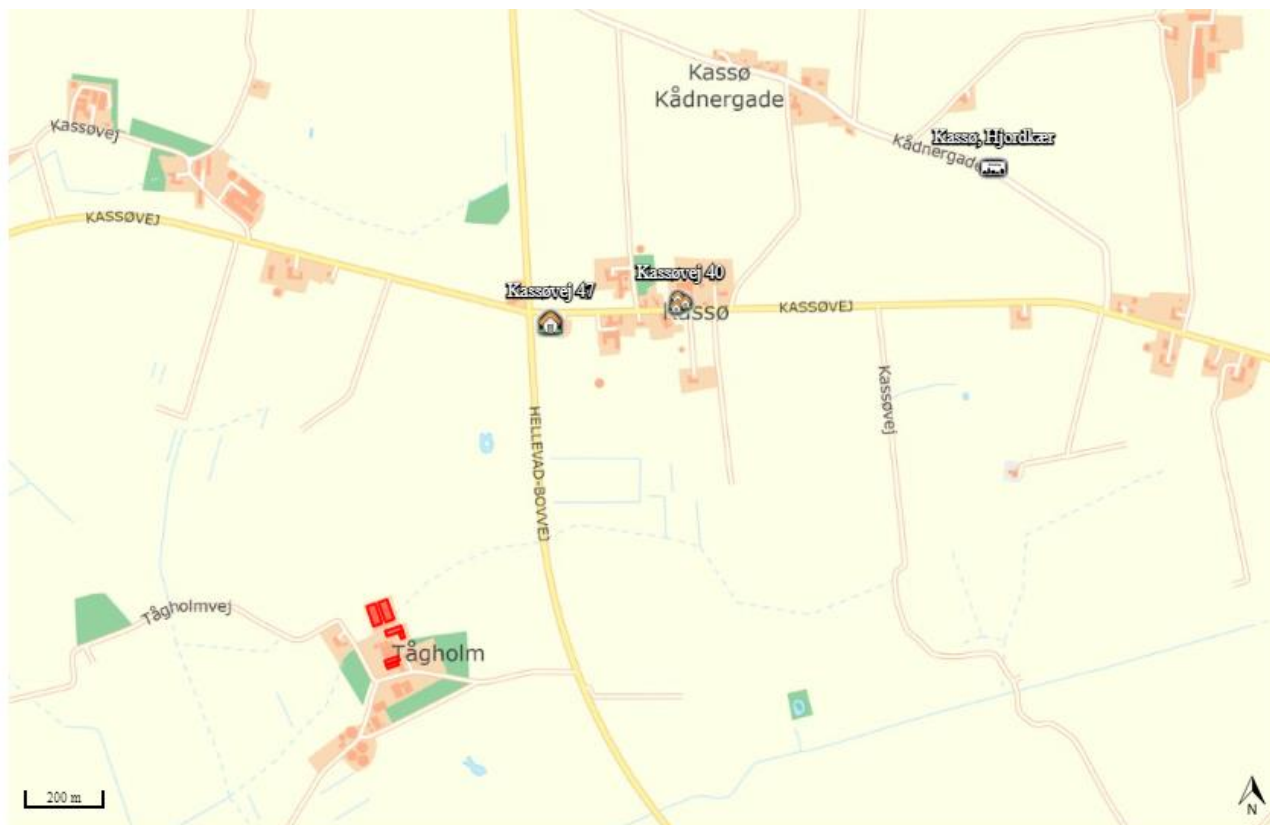 Kassø
Kådnergade
Kassøvej
Kassø, Hjordkær
Kådnergade
KASSØVEJ
Kassøvej 40
Kassøvej 47
Kassø
KASSØVEJ
Kassøvej
HELLEVAD-BOVVEJ
Tågholmvej
Tågholm
200 m
N